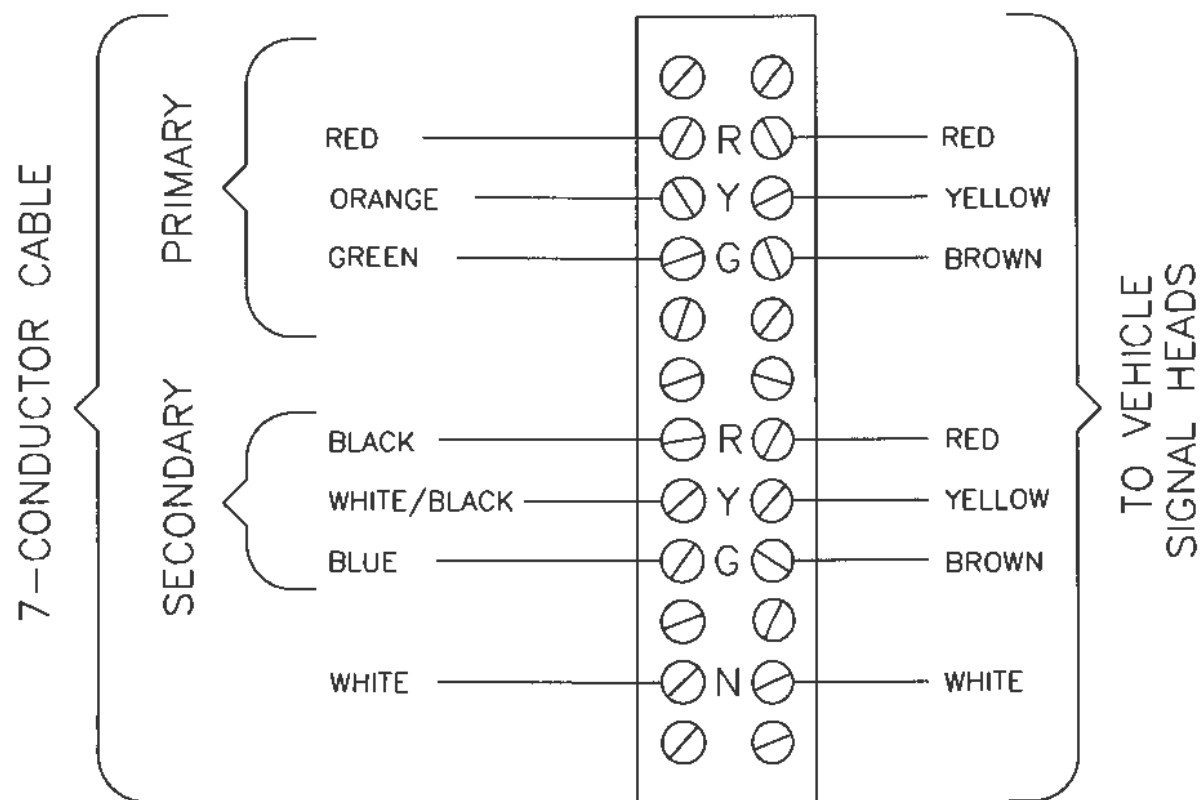 7-CONDUCTOR CABLE
PRIMARY
RED R RED
ORANGE Y YELLOW
GREEN G BROWN
SECONDARY
BLACK R RED
WHITE/BLACK Y YELLOW
BLUE G BROWN
WHITE N WHITE
TO VEHICLE
SIGNAL HEADS